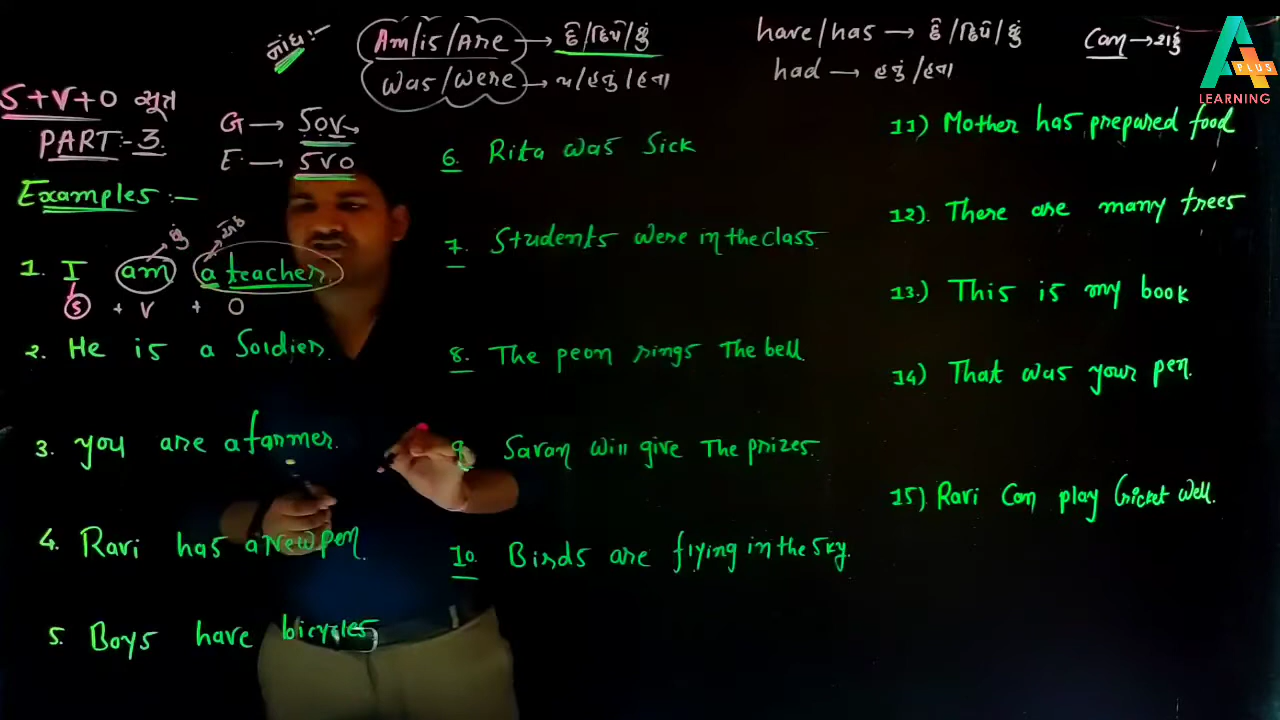 નોંધ:-
Am/is/Are → છે/છિએ/છું
was/were → હતા/હતું/હતા
have/has → છે/છિએ/છું
had → હતું/હતા
Can → શકું
A+
PLUS
LEARNING
S+V+O સૂત્ર
PART:-3
G → SOV
E → SVO
Examples :-
છું
એક
1. I am a teacher.
S + V + O
2. He is a Soldier.
3. you are a farmer.
4. Ravi has a New pen.
5. Boys have bicycles
6. Rita was Sick
7. Students were in the class.
8. The peon rings The bell.
9. Savan will give The prizes.
10. Birds are flying in the sky.
11) Mother has prepared food
12). There are many trees
13.) This is my book
14) That was your pen.
15) Ravi Can play Cricket well.